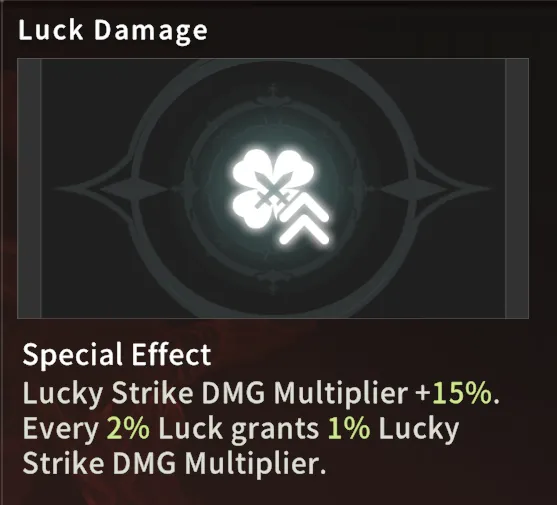 Luck Damage
Special Effect
Lucky Strike DMG Multiplier +15%.
Every 2% Luck grants 1% Lucky
Strike DMG Multiplier.